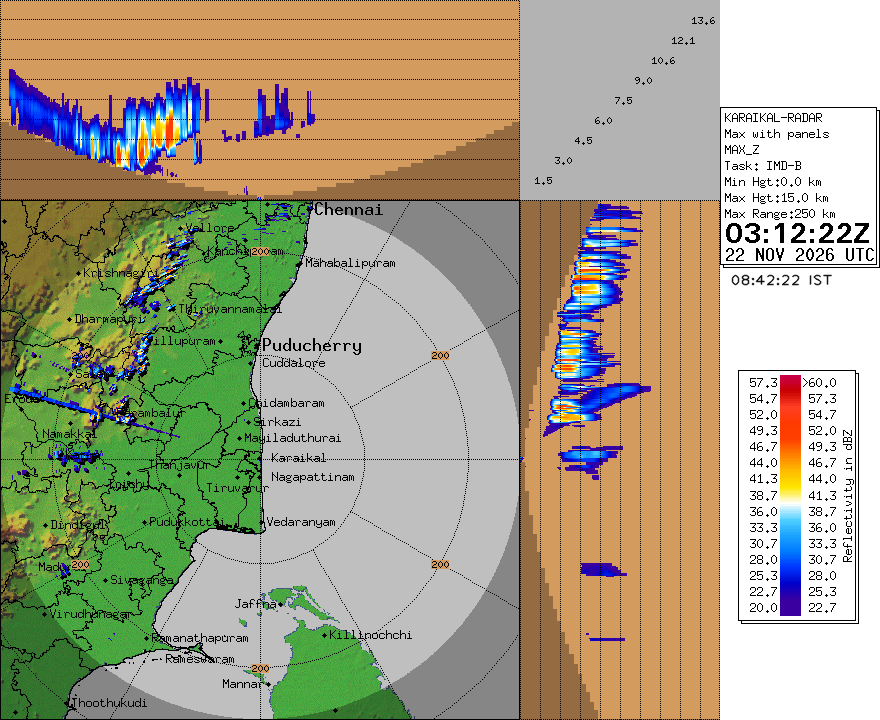 13.6
12.1
10.6
9.0
7.5
6.0
4.5
3.0
1.5
KARAIKAL-RADAR
Max with panels
MAX_Z
Task: IMD-B
Min Hgt:0.0 km
Max Hgt:15.0 km
Max Range:250 km
03:12:22Z
22 NOV 2026 UTC
08:42:22 IST
Chennai
Vellore
200
Mahabalipuram
Krishnagiri
Thiruvannamalai
Dharmapuri
Puducherry
200
Cuddalore
Chidambaram
Sirkazi
Namakkal
Mayiladuthurai
Karaikal
Thanjavur
Nagapattinam
Tiruvarur
Dindigul
Pudukkottai
Vedaranyam
200
200
Sivaganga
Jaffna
Virudhunagar
Killinochchi
Ramanathapuram
Rameswaram
200
Mannar
Thoothukudi
57.3 >60.0
54.7 57.3
52.0 54.7
49.3 52.0
46.7 49.3
44.0 46.7
41.3 44.0
38.7 41.3
36.0 38.7
33.3 36.0
30.7 33.3
28.0 30.7
25.3 28.0
22.7 25.3
20.0 22.7
Reflectivity in dBZ